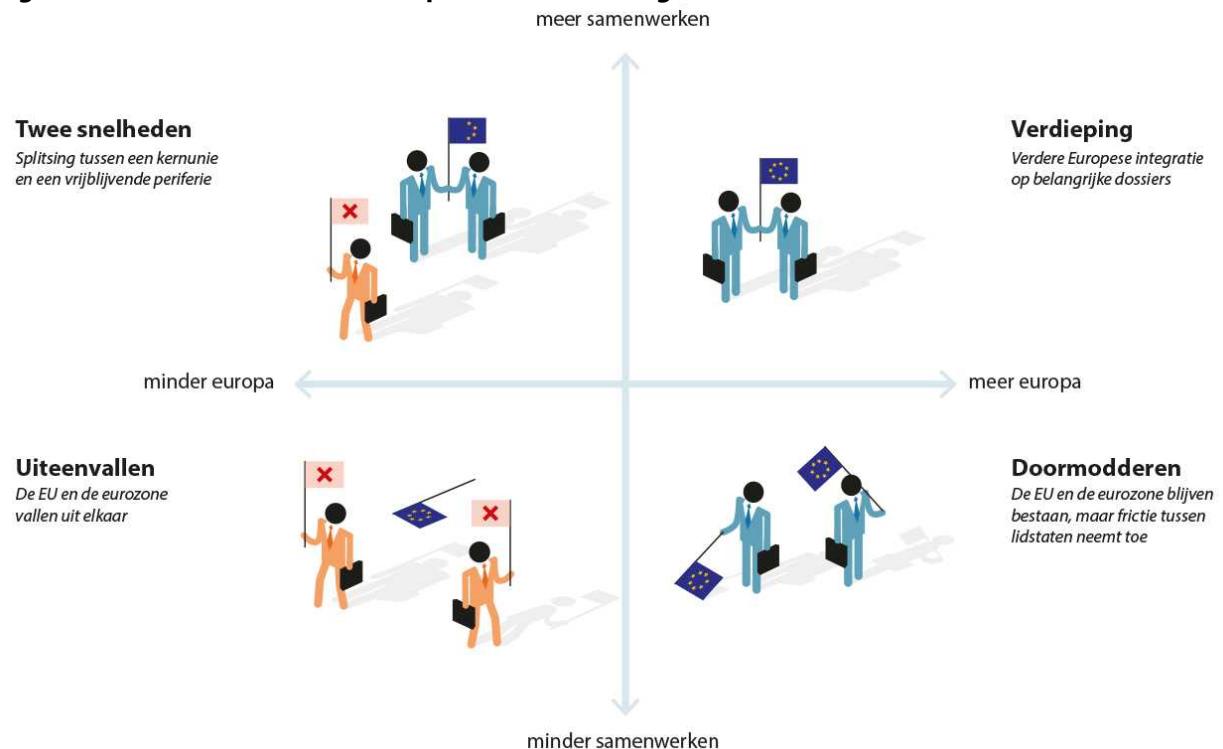 meer samenwerken
Twee snelheden
Splitsing tussen een kernunie
en een vrijblijvende periferie
Verdieping
Verdere Europese integratie
op belangrijke dossiers
minder europa
meer europa
Uiteenvallen
De EU en de eurozone
vallen uit elkaar
Doormodderen
De EU en de eurozone blijven
bestaan, maar frictie tussen
lidstaten neemt toe
minder samenwerken